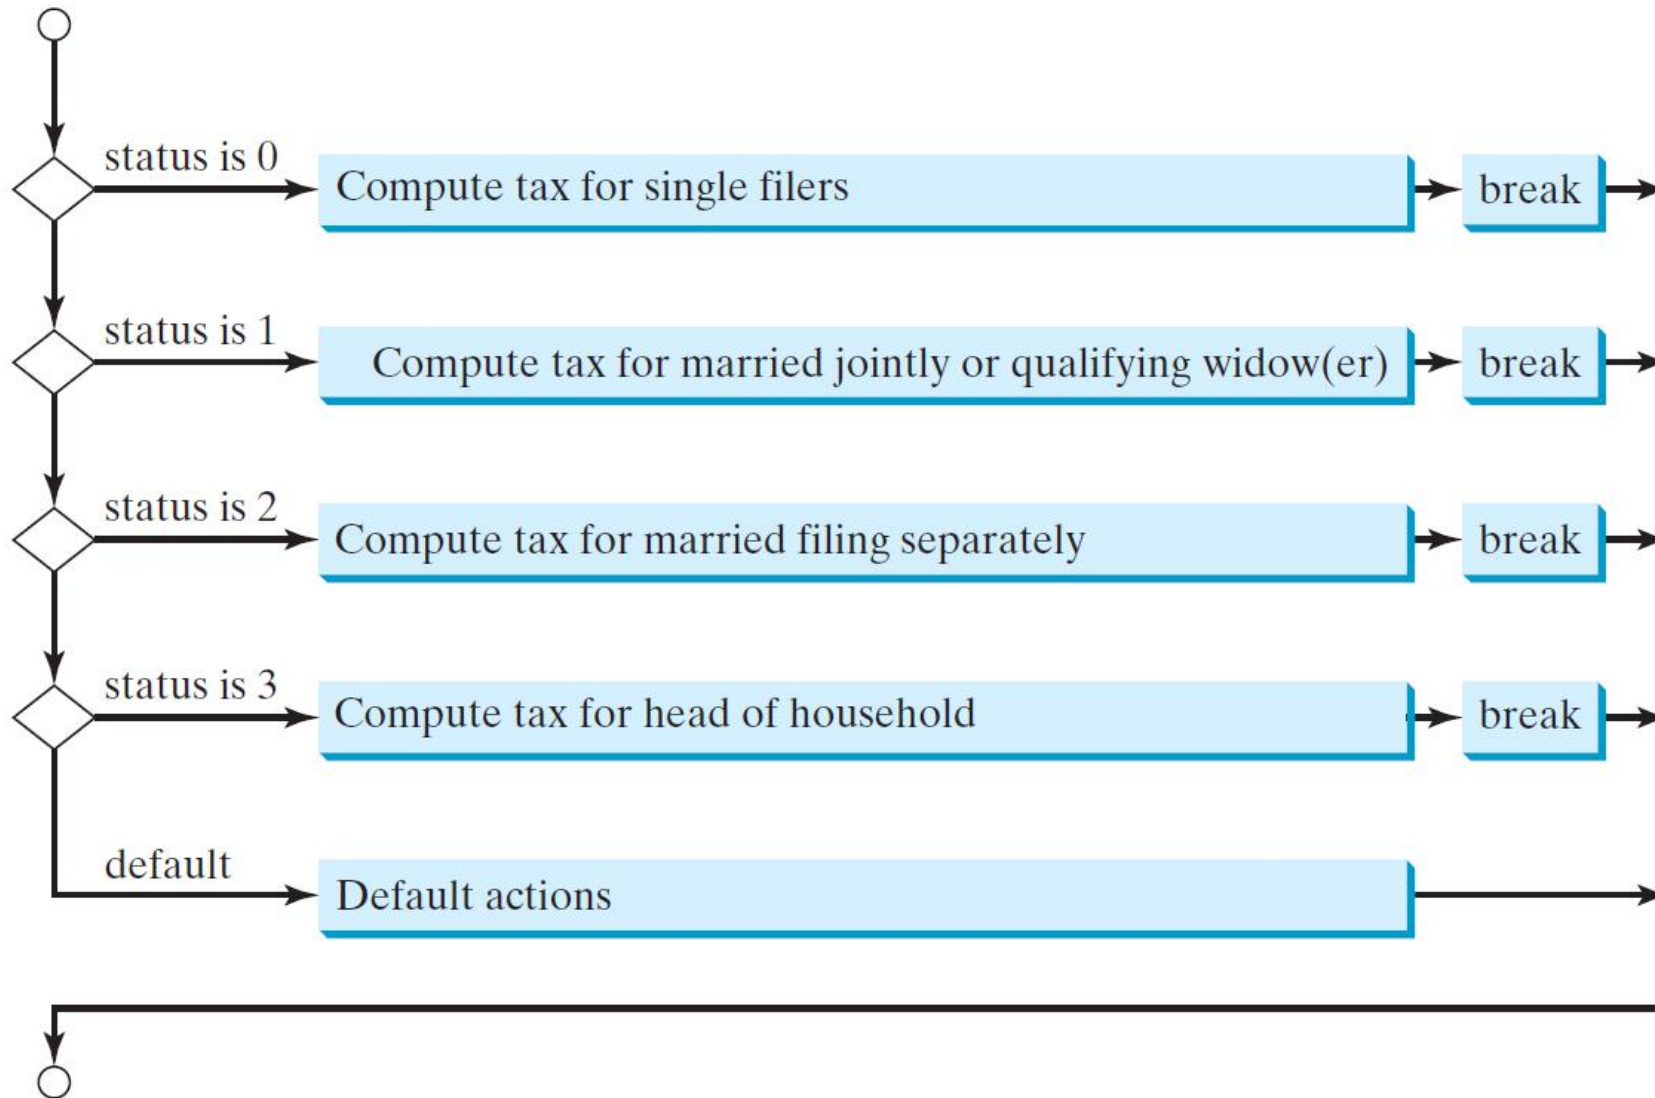 status is 0
Compute tax for single filers
break
status is 1
Compute tax for married jointly or qualifying widow(er)
break
status is 2
Compute tax for married filing separately
break
status is 3
Compute tax for head of household
break
default
Default actions